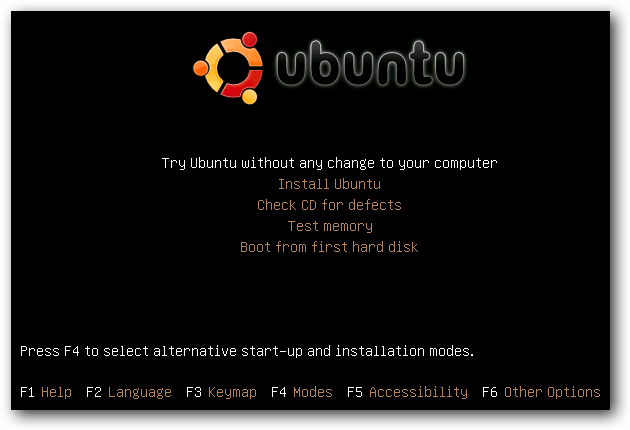 ubuntu
Try Ubuntu without any change to your computer
Install Ubuntu
Check CD for defects
Test memory
Boot from first hard disk
Press F4 to select alternative start-up and installation modes.
F1 Help F2 Language F3 Keymap F4 Modes F5 Accessibility F6 Other Options